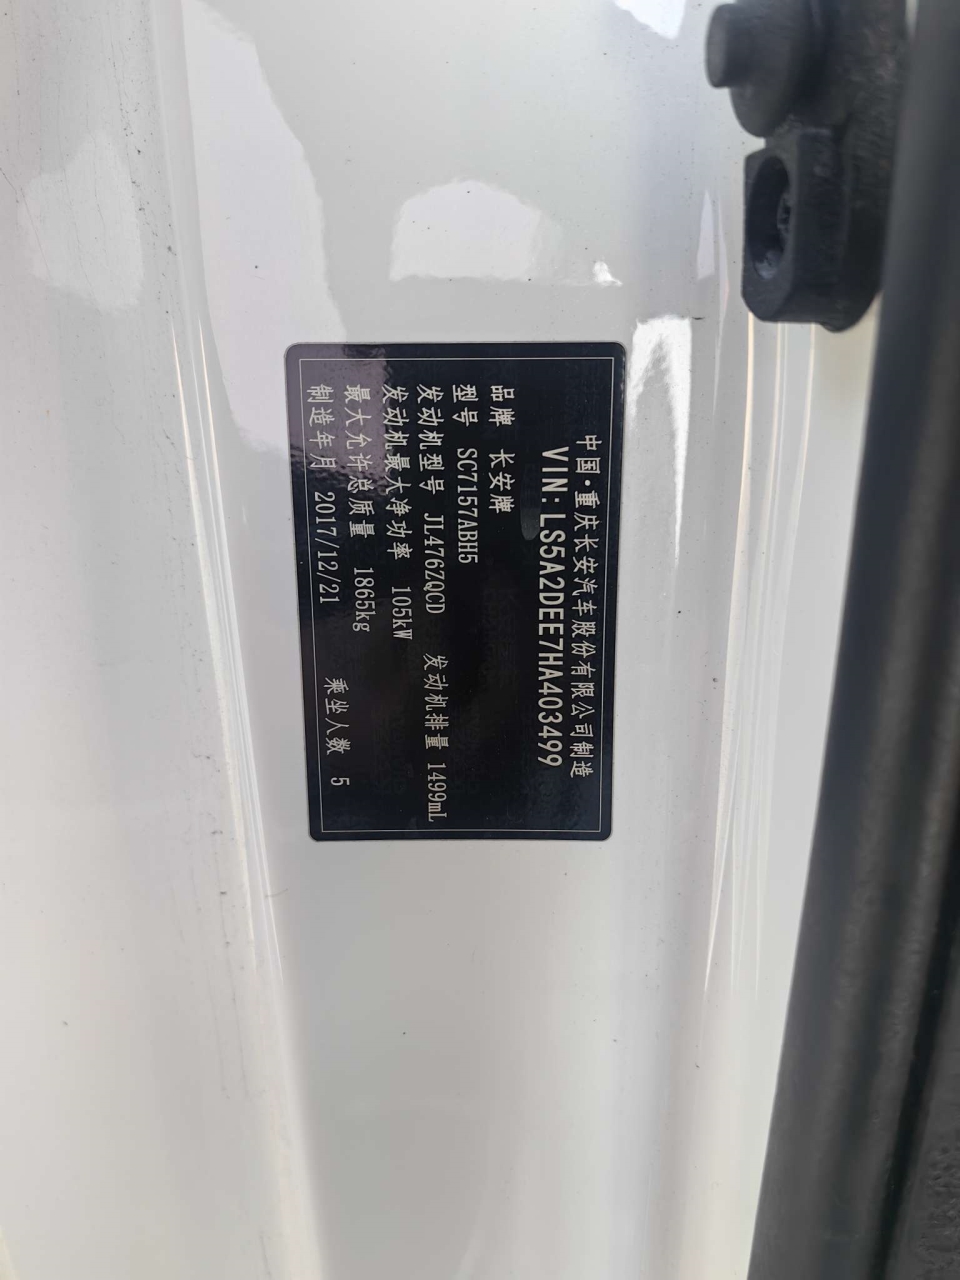 中国·重庆长安汽车股份有限公司制造
VIN: LS5A2DEE7HA403499
品牌 长安牌
型号 SC7157ABH5
发动机型号 JL476ZQCD 发动机排量 1499mL
发动机最大净功率 105kW
最大允许总质量 1865kg
制造年月 2017/12/21 乘坐人数 5